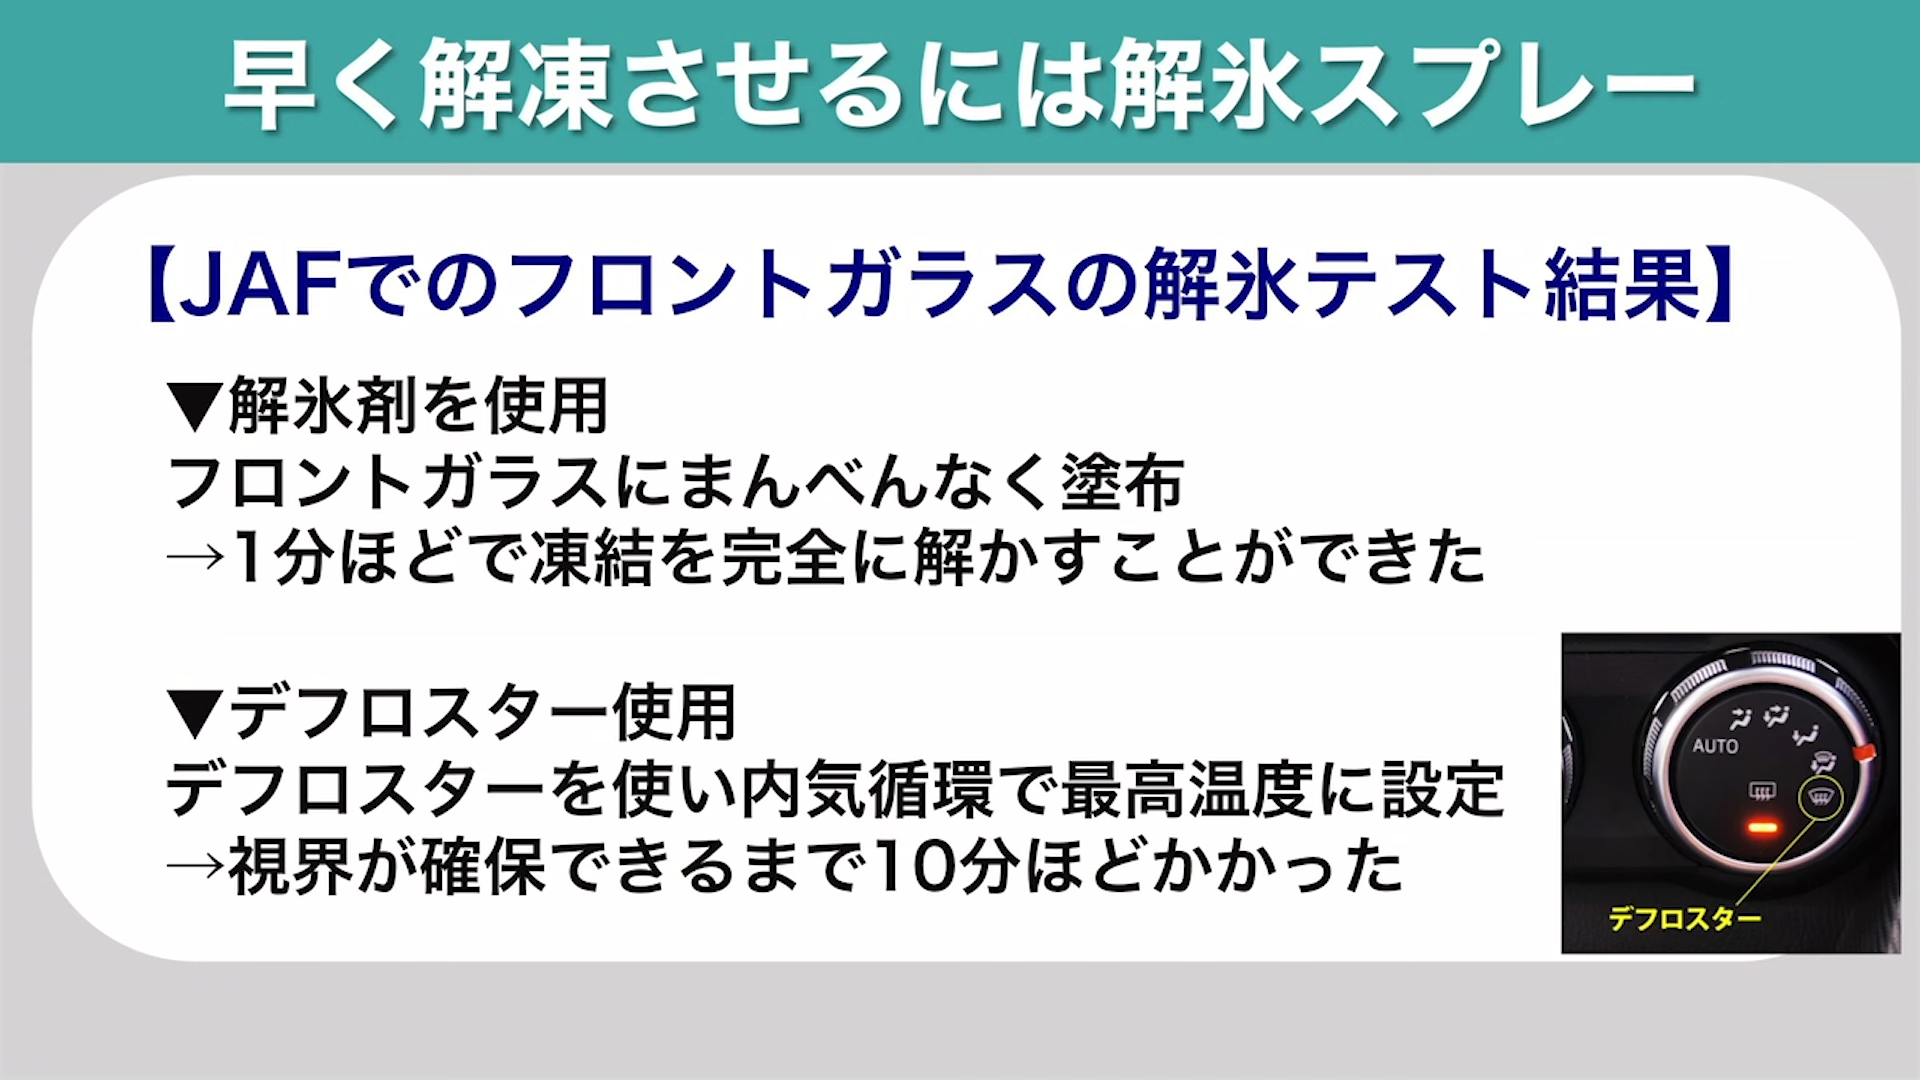 早く解凍させるには解氷スプレー
【JAFでのフロントガラスの解氷テスト結果】
▼解氷剤を使用
フロントガラスにまんべんなく塗布
→1分ほどで凍結を完全に解かすことができた
▼デフロスター使用
デフロスターを使い内気循環で最高温度に設定
→視界が確保できるまで10分ほどかかった
AUTO
デフロスター